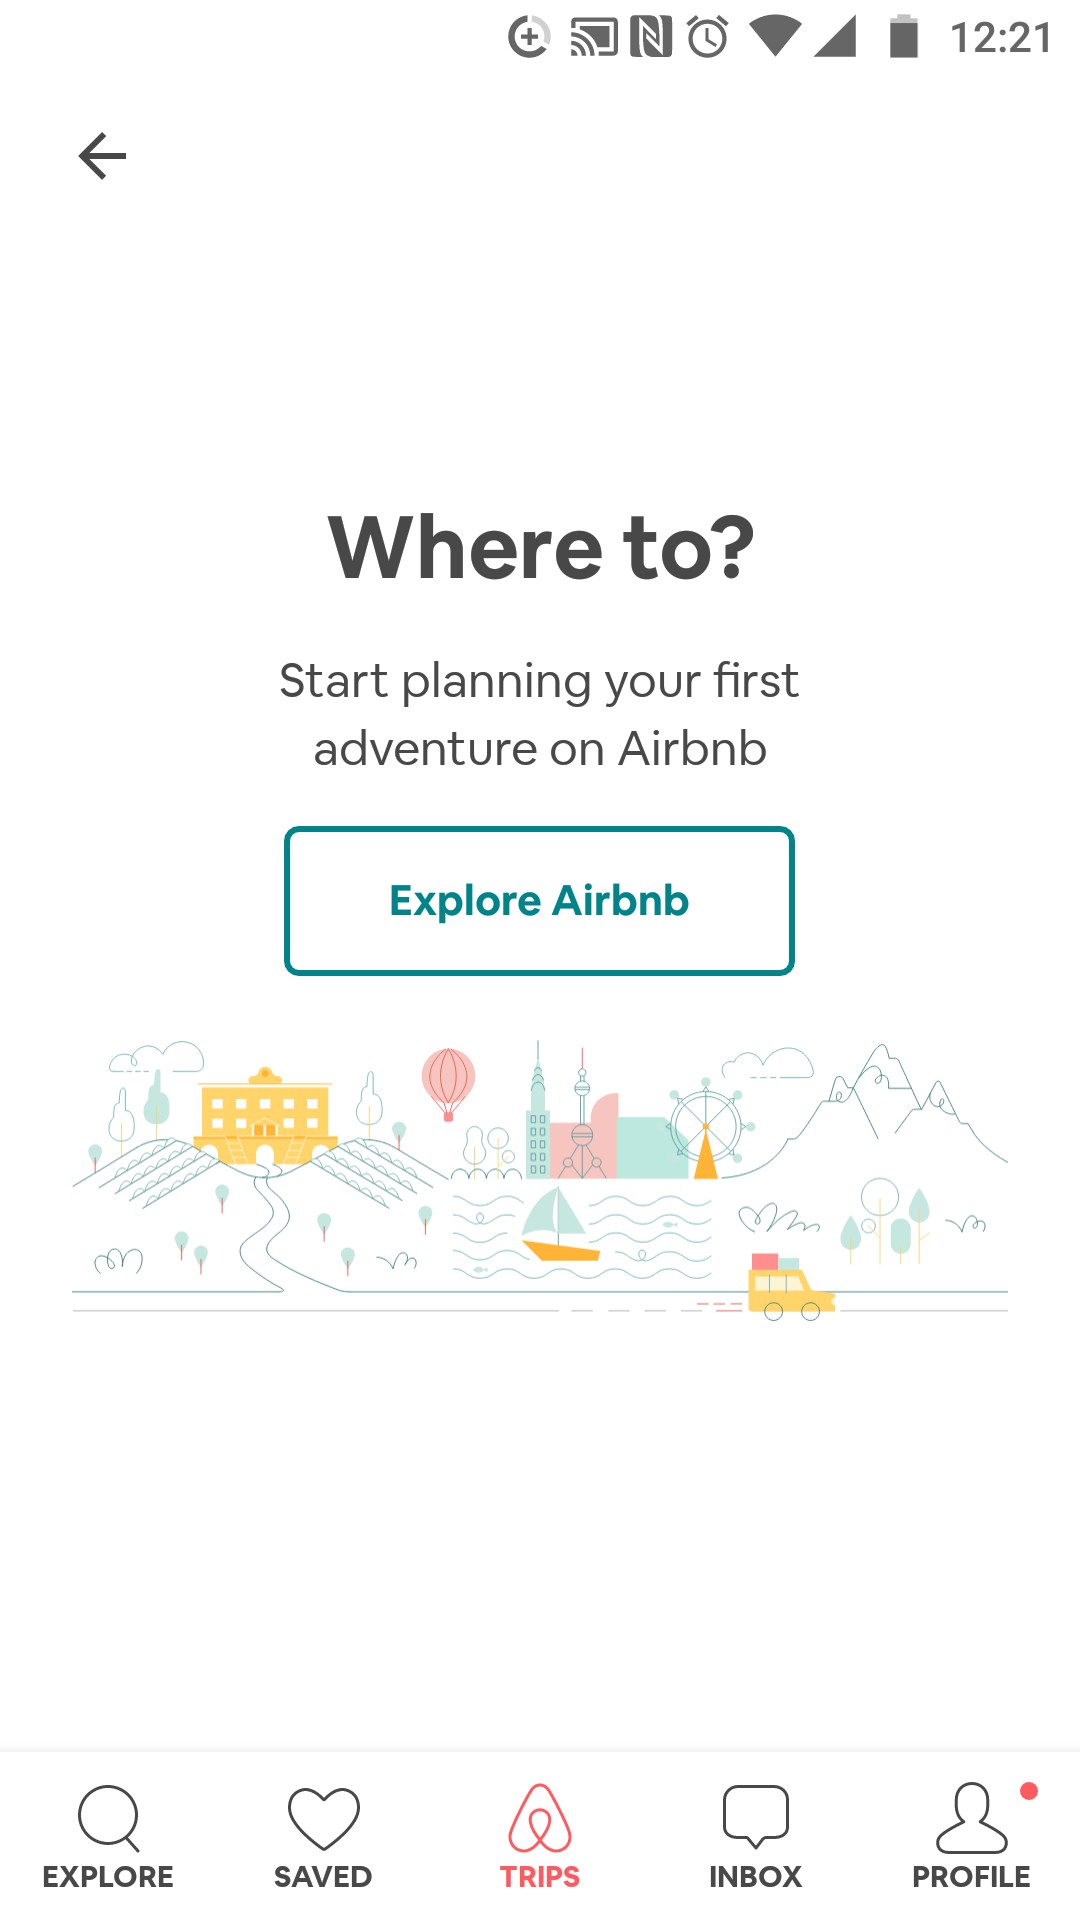 12:21
Where to?
Start planning your first
adventure on Airbnb
Explore Airbnb
EXPLORE
SAVED
TRIPS
INBOX
PROFILE